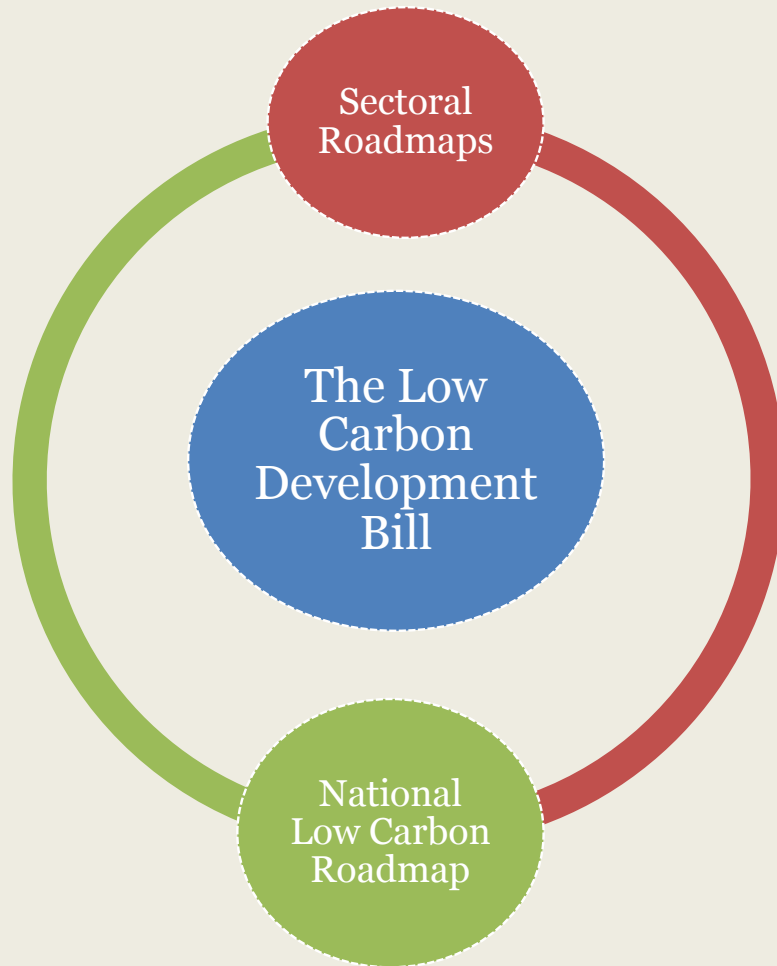 Sectoral
Roadmaps
The Low
Carbon
Development
Bill
National
Low Carbon
Roadmap